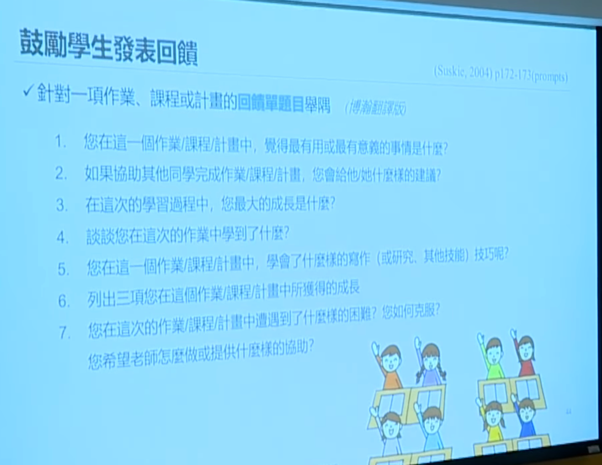 鼓勵學生發表回饋
(Suskie, 2004) p172-173(prompts)
✓針對一項作業、課程或計畫的回饋單題目舉隅 (博瀚翻譯版)
1. 您在這一個作業/課程/計畫中，覺得最有用或最有意義的事情是什麼?
2. 如果協助其他同學完成作業/課程/計畫，您會給他/她什麼樣的建議?
3. 在這次的學習過程中，您最大的成長是什麼?
4. 談談您在這次的作業中學到了什麼?
5. 您在這一個作業/課程/計畫中，學會了什麼樣的寫作（或研究、其他技能）技巧呢?
6. 列出三項您在這個作業/課程/計畫中所獲得的成長
7. 您在這次的作業/課程/計畫中遭遇到了什麼樣的困難? 您如何克服?
您希望老師怎麼做或提供什麼樣的協助?